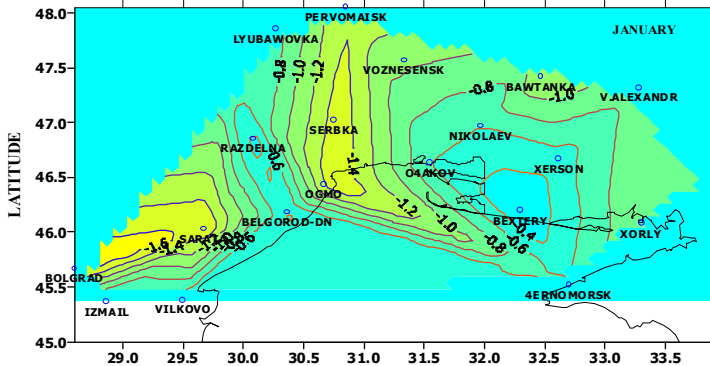 48.0
PERVOMAISK
JANUARY
LYUBAWOVKA
-0.8
-1.0
-1.2
VOZNESENSK
47.5
BAWTANKA
-0.8
-1.0
V.ALEXANDR
47.0
SERBKA
NIKOLAEV
RAZDELNA
-0.6
-1.4
O4AKOV
XERSON
46.5
OGMO
LATITUDE
-1.2
-1.0
-0.8
-0.6
-0.4
BEXTERY
BELGOROD-DN
XORLY
46.0
SARA
-1.6
-1.4
BOLGRAD
45.5
4ERNOMORSK
IZMAIL
VILKOVO
45.0
29.0 29.5 30.0 30.5 31.0 31.5 32.0 32.5 33.0 33.5